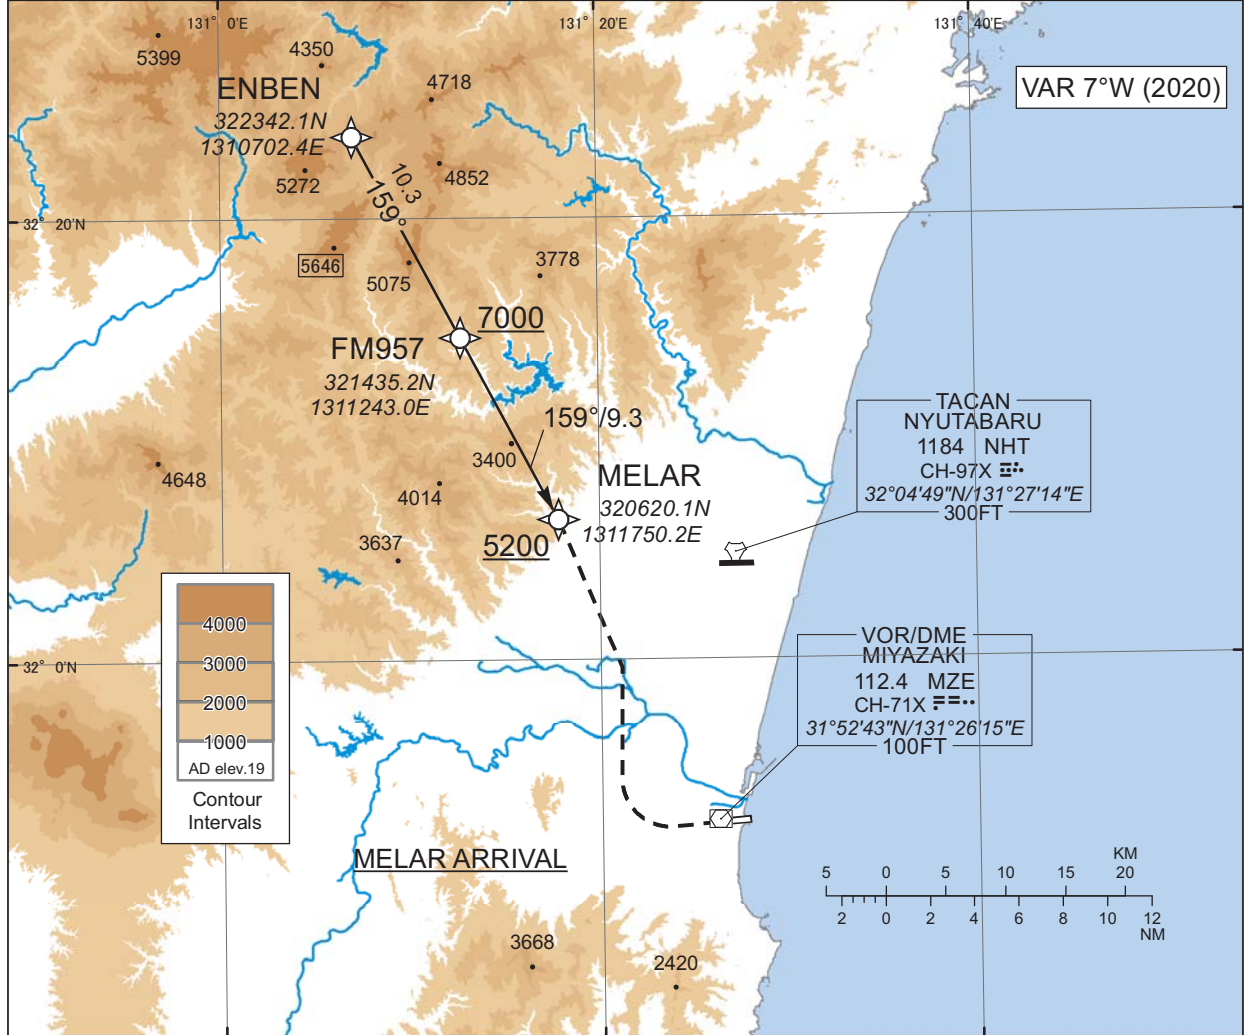 131° 0'E
131° 20'E
131° 40'E
5399
4350
4718
VAR 7°W (2020)
ENBEN
322342.1N
1310702.4E
5272
4852
10.3
159°
32° 20'N
5646
5075
3778
7000
FM957
321435.2N
1311243.0E
159°/9.3
3400
4648
4014
MELAR
320620.1N
1311750.2E
5200
3637
TACAN
NYUTABARU
1184 NHT
CH-97X
32°04'49"N/131°27'14"E
300FT
4000
3000
2000
1000
AD elev.19
Contour
Intervals
32° 0'N
VOR/DME
MIYAZAKI
112.4 MZE
CH-71X
31°52'43"N/131°26'15"E
100FT
MELAR ARRIVAL
KM
5 0 5 10 15 20
2 0 2 4 6 8 10 12
NM
3668
2420